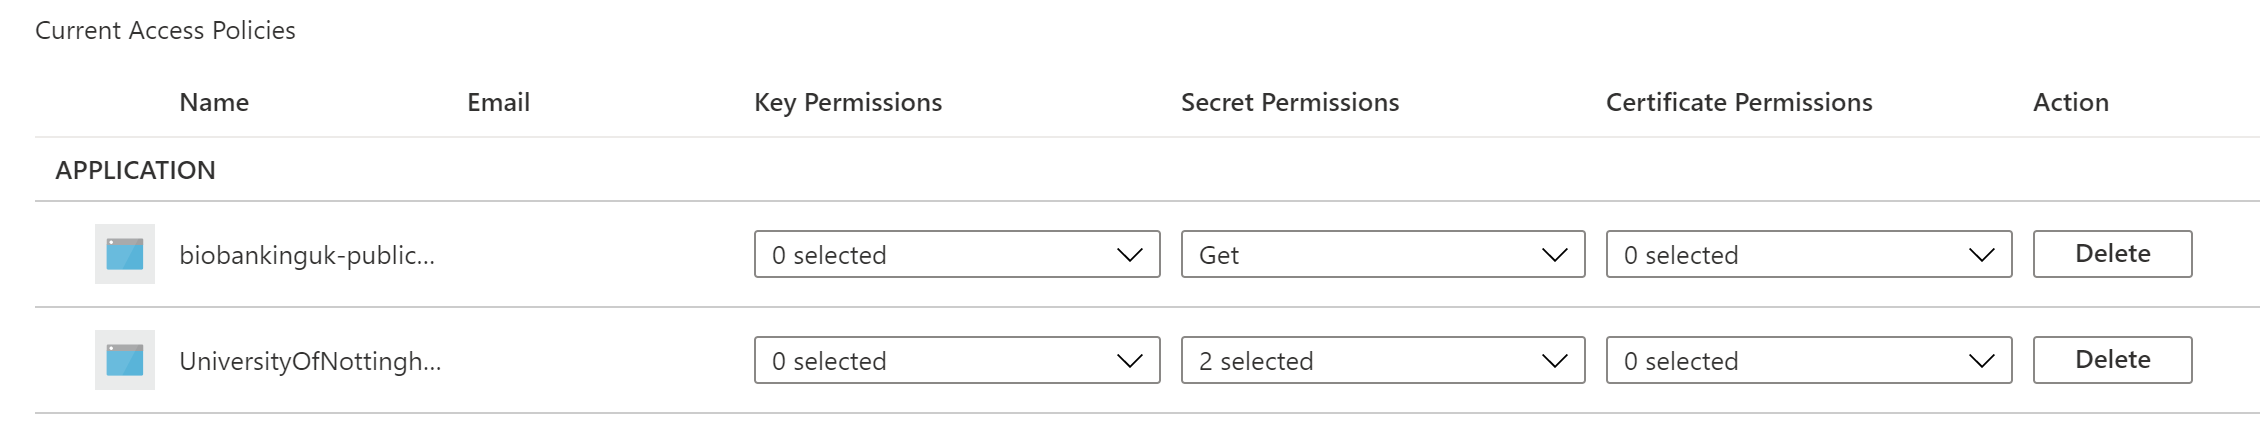 Current Access Policies
Name Email Key Permissions Secret Permissions Certificate Permissions Action
APPLICATION
biobankinguk-public... 0 selected Get 0 selected Delete
UniversityOfNottingh... 0 selected 2 selected 0 selected Delete